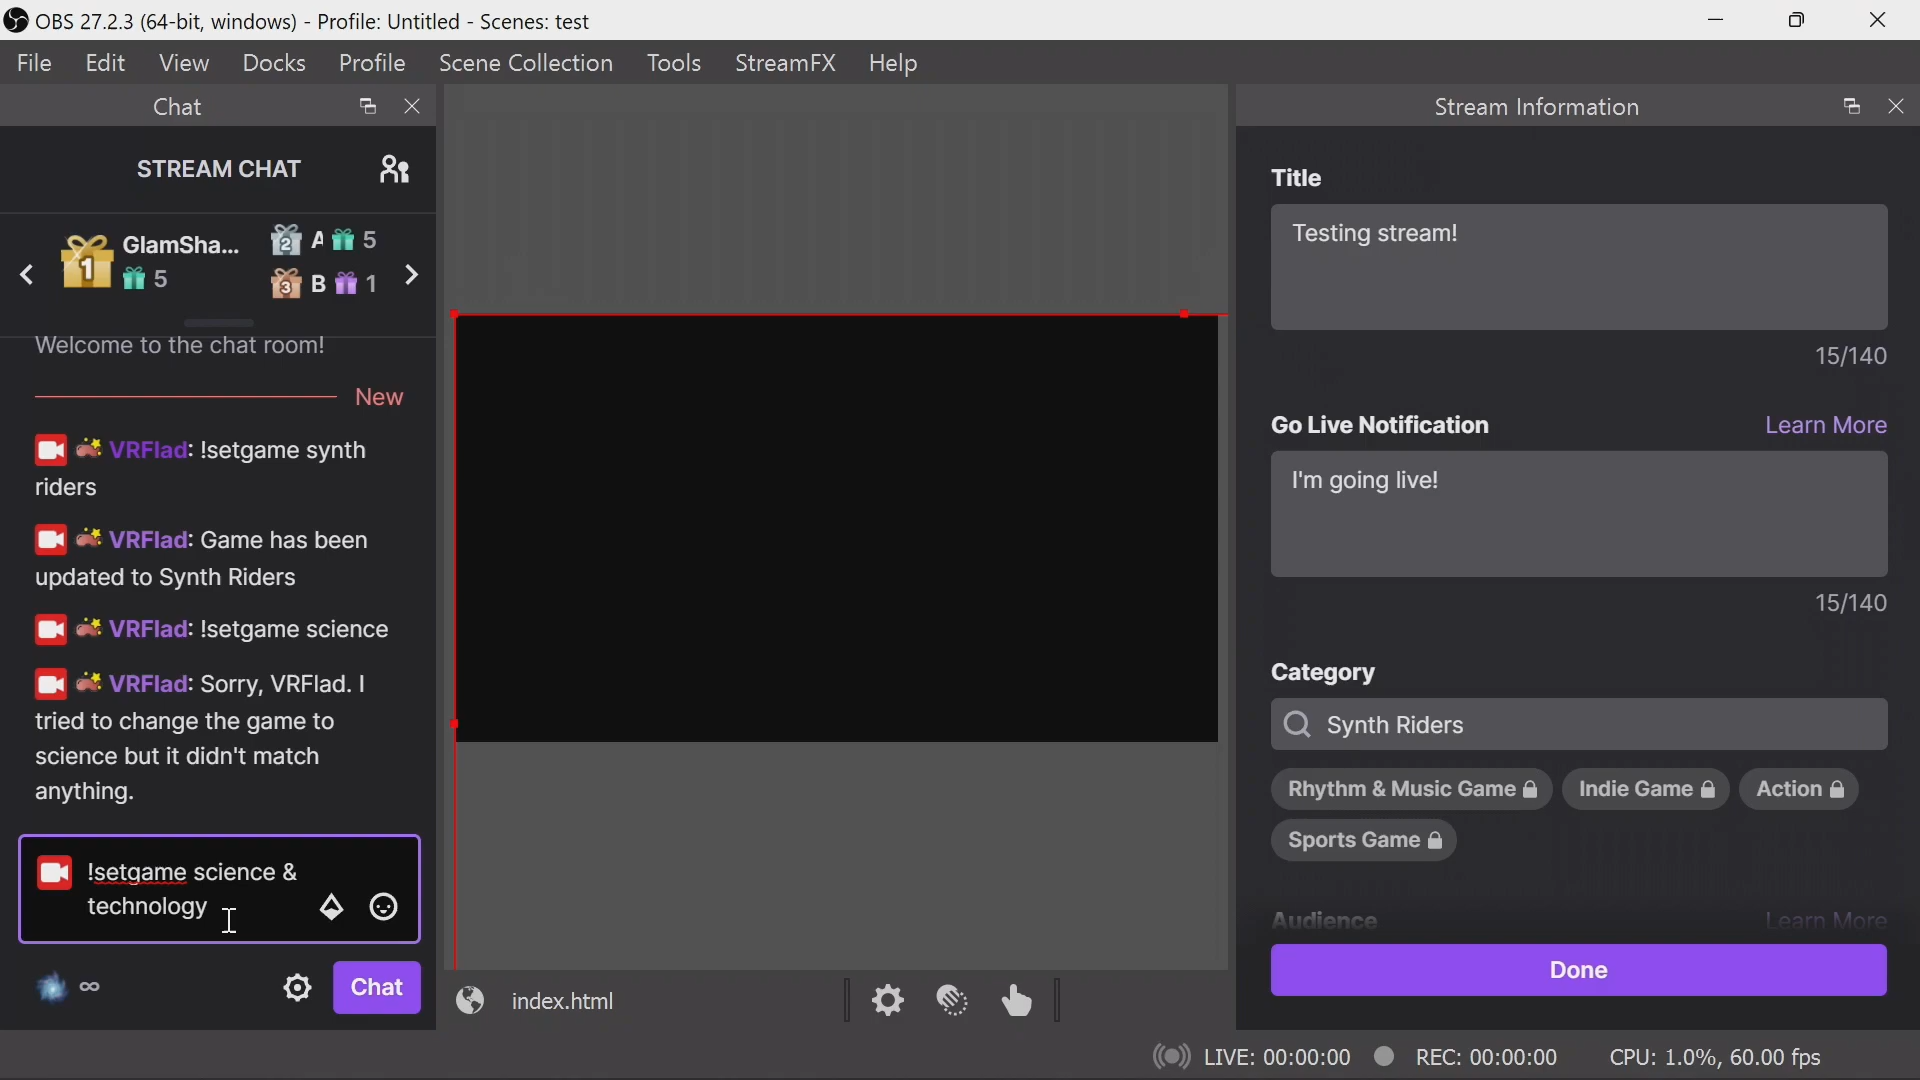 OBS 27.2.3 (64-bit, windows) - Profile: Untitled - Scenes: test
File Edit View Docks Profile Scene Collection Tools StreamFX Help
Chat
STREAM CHAT
1 GlamSha... 5
2 A 5
3 B 1
Welcome to the chat room!
New
VRFlad: !setgame synth
riders
VRFlad: Game has been
updated to Synth Riders
VRFlad: !setgame science
VRFlad: Sorry, VRFlad. I
tried to change the game to
science but it didn't match
anything.
!setgame science &
technology
∞
Chat
index.html
Stream Information
Title
Testing stream!
15/140
Go Live Notification Learn More
I'm going live!
15/140
Category
Synth Riders
Rhythm & Music Game Indie Game Action
Sports Game
Audience Learn More
Done
LIVE: 00:00:00 REC: 00:00:00 CPU: 1.0%, 60.00 fps